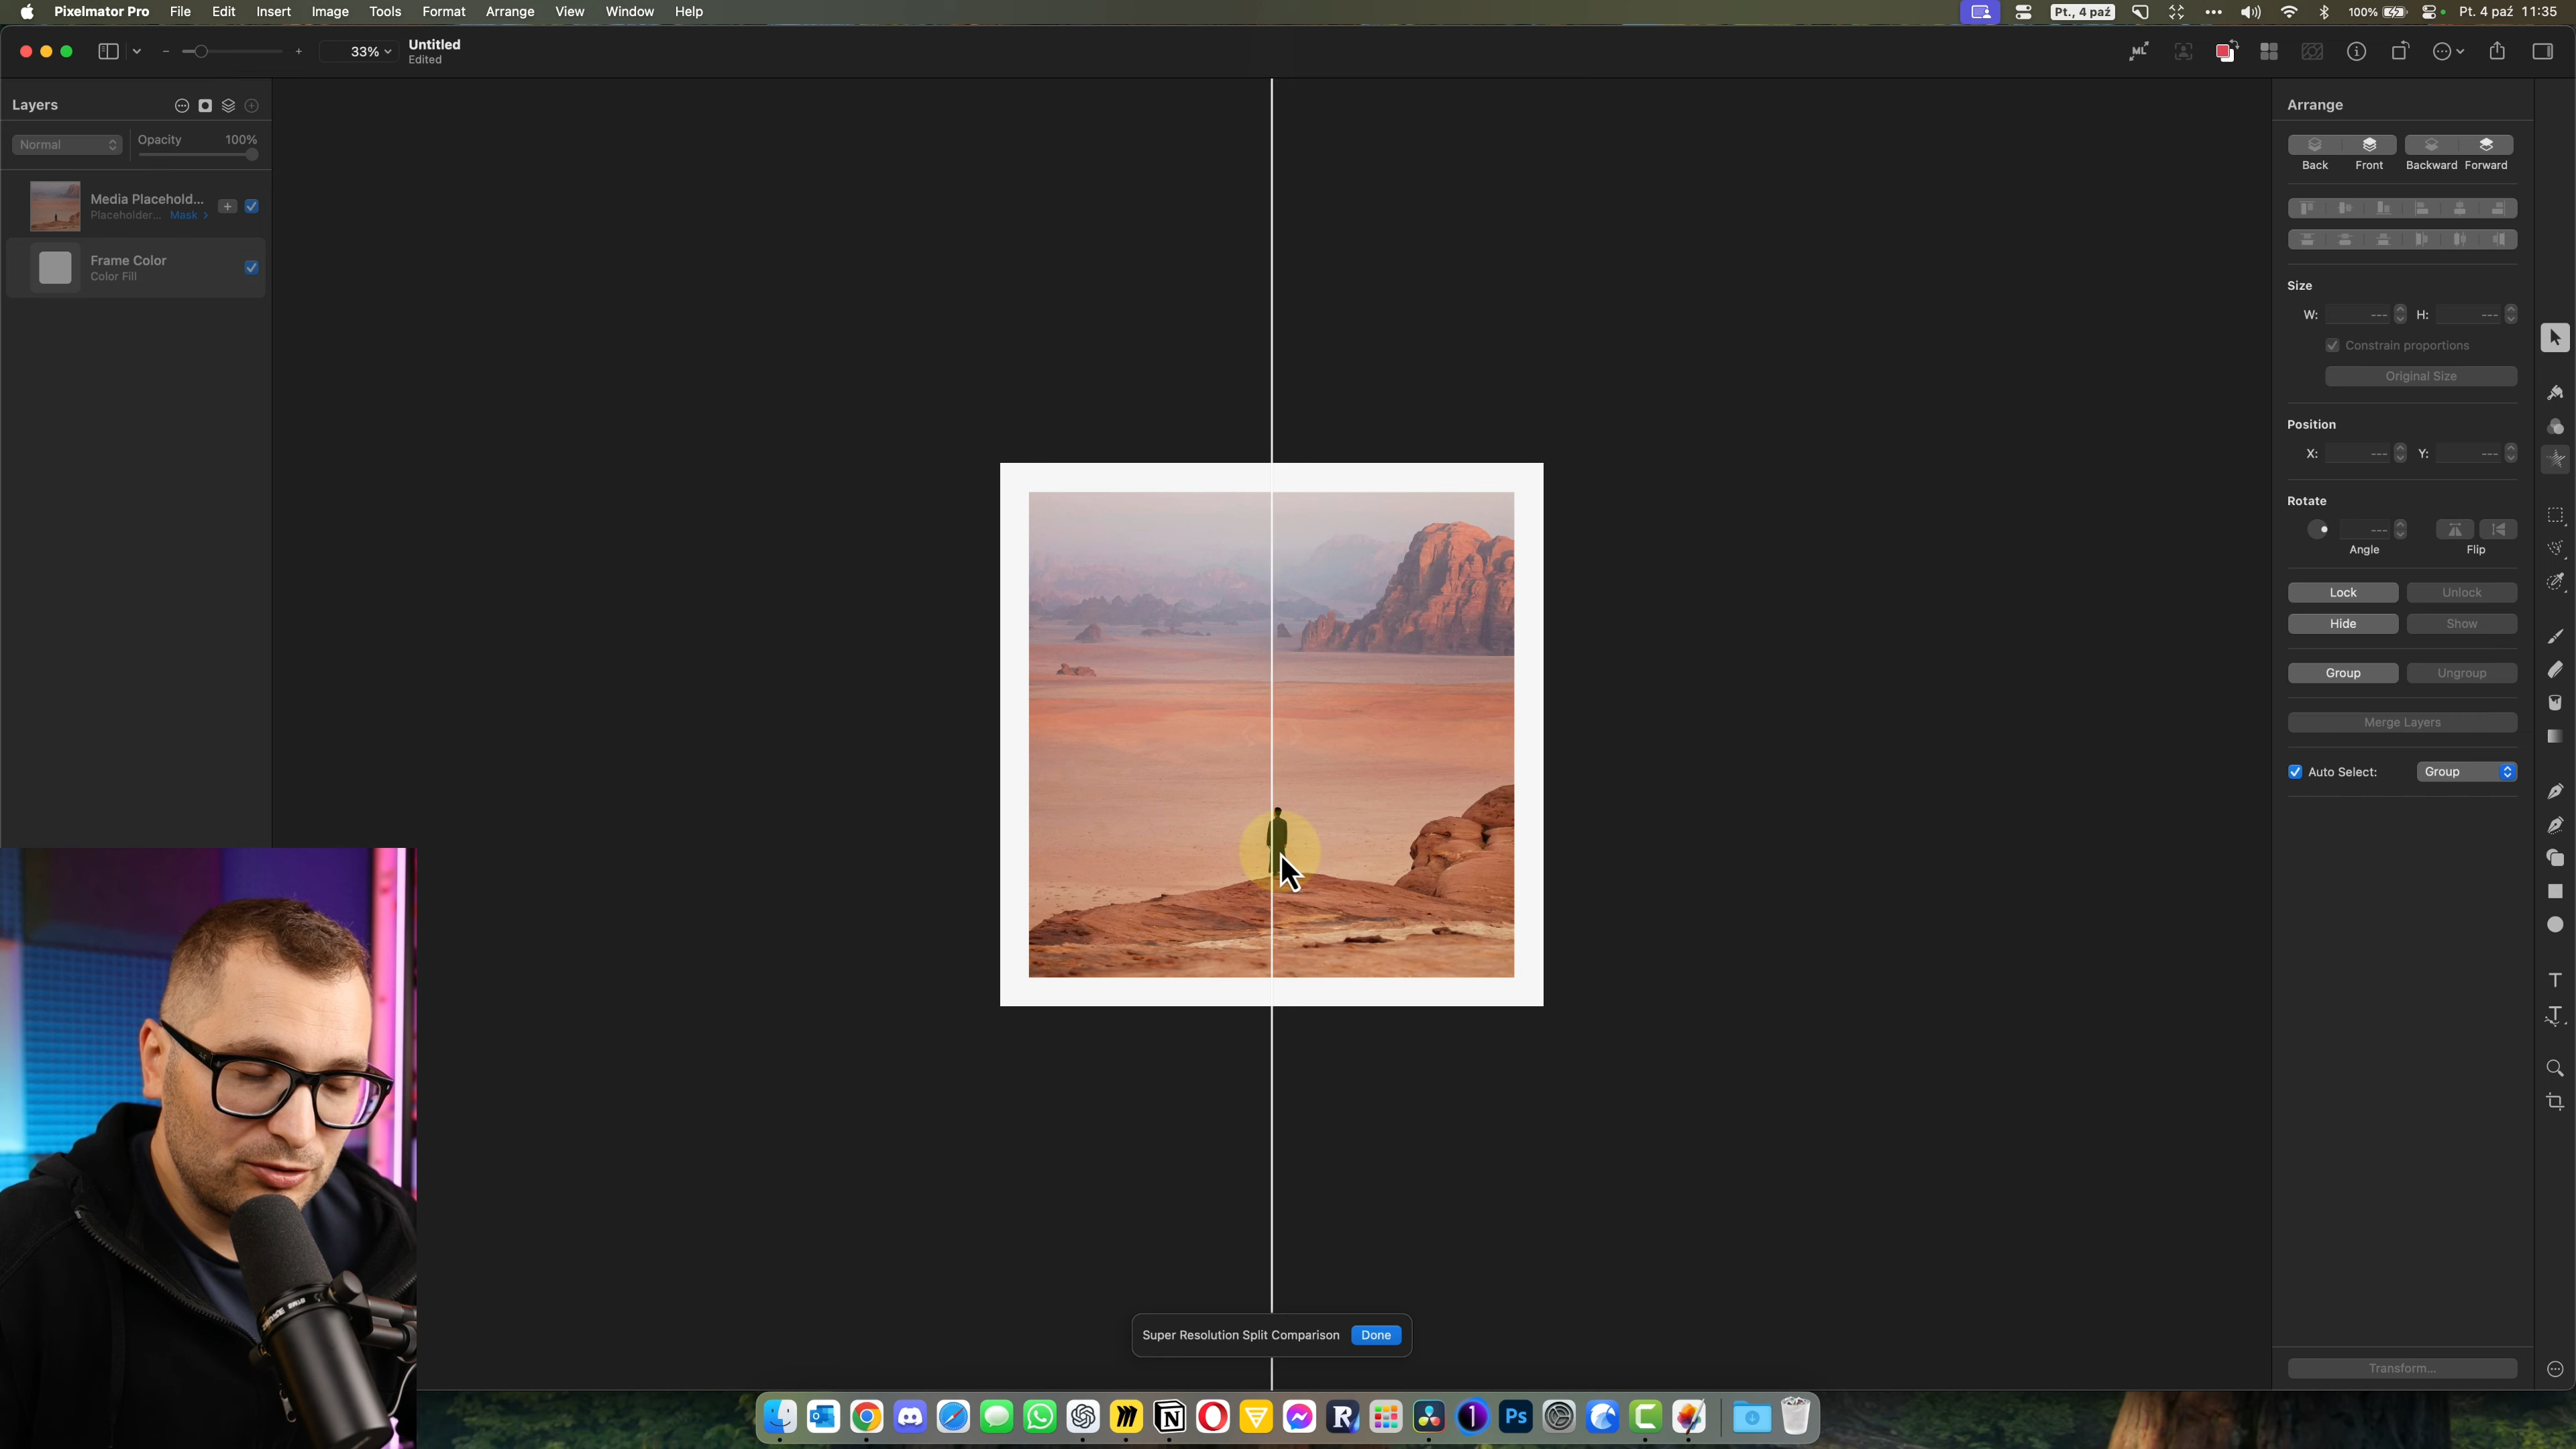 Pixelmator Pro File Edit Insert Image Tools Format Arrange View Window Help
Pt., 4 paź 100% Pt. 4 paź 11:35
33% Untitled
Edited
ML
Layers
Normal Opacity 100%
Media Placehold...
Placeholder... Mask
Frame Color
Color Fill
Arrange
Back Front Backward Forward
Size
W: --- H: ---
Constrain proportions
Original Size
Position
X: --- Y: ---
Rotate
---
Angle Flip
Lock Unlock
Hide Show
Group Ungroup
Merge Layers
Auto Select: Group
T
T
Super Resolution Split Comparison Done
Transform...
N R 1 Ps C